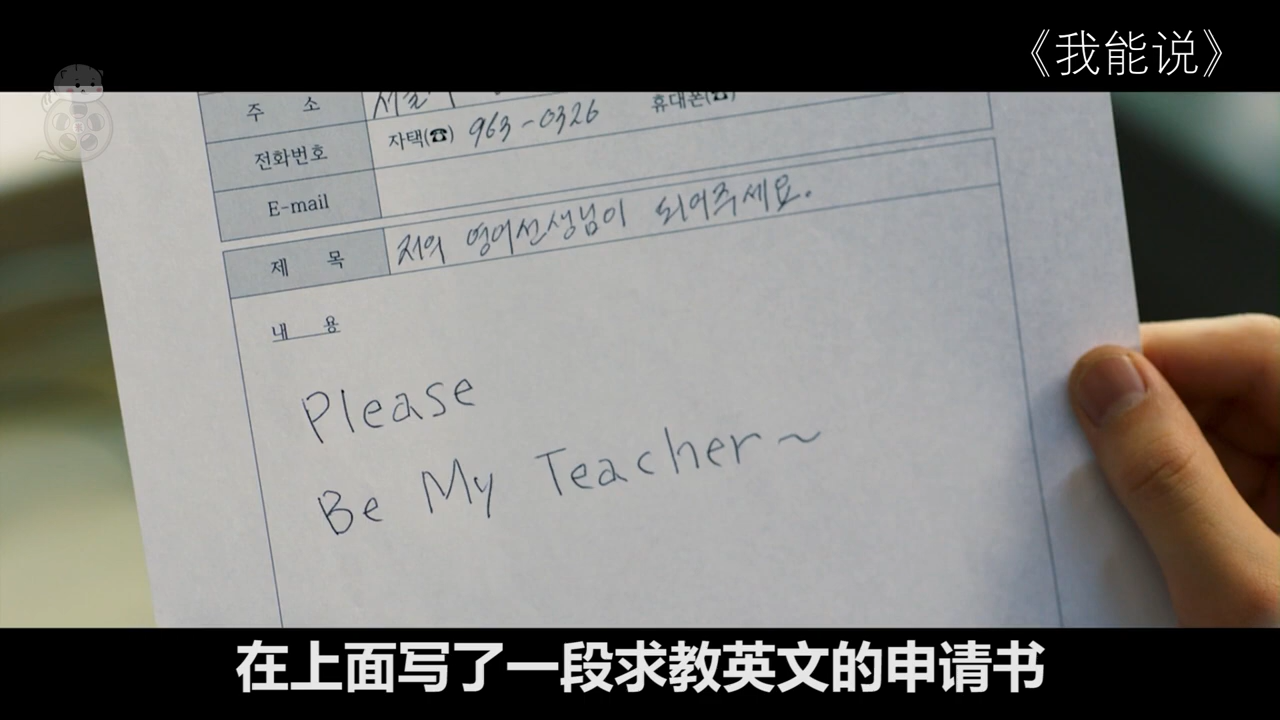 《我能说》
주 소
전화번호 자택(☎) 963-0326 휴대폰(☎)
E-mail
제 목 저의 영어선생님이 되어주세요.
내 용
Please
Be My Teacher~
在上面写了一段求教英文的申请书